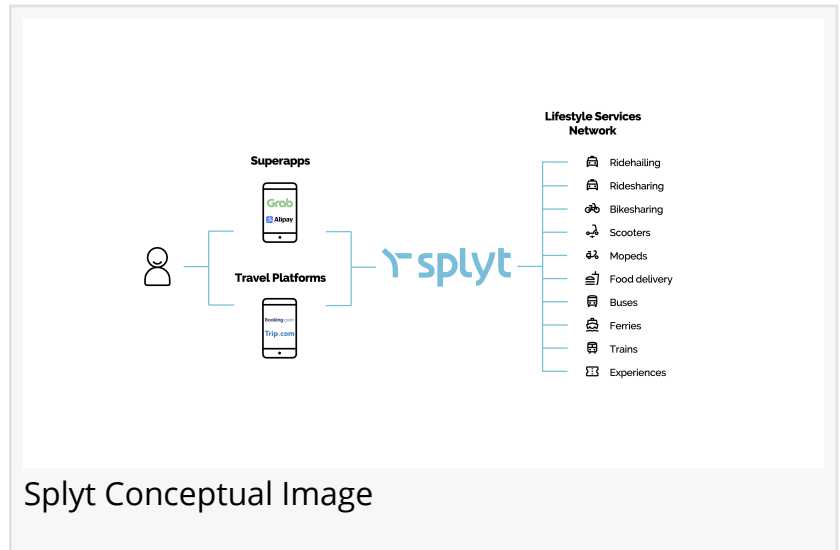 Superapps
Grab
Alipay
Travel Platforms
Booking.com
Trip.com
splyt
Lifestyle Services
Network
Ridehailing
Ridesharing
Bikesharing
Scooters
Mopeds
Food delivery
Buses
Ferries
Trains
Experiences
Splyt Conceptual Image